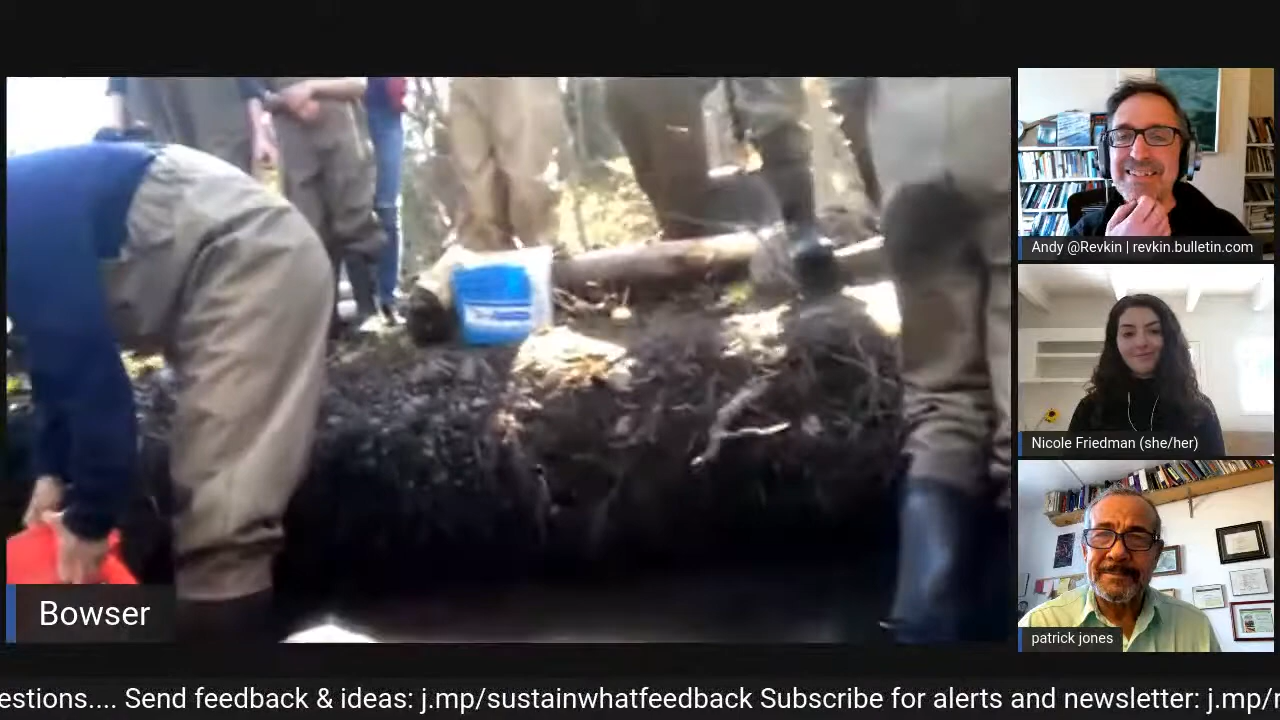 Andy @Revkin | revkin.bulletin.com
Nicole Friedman (she/her)
Bowser
patrick jones
estions.... Send feedback & ideas: j.mp/sustainwhatfeedback Subscribe for alerts and newsletter: j.mp/